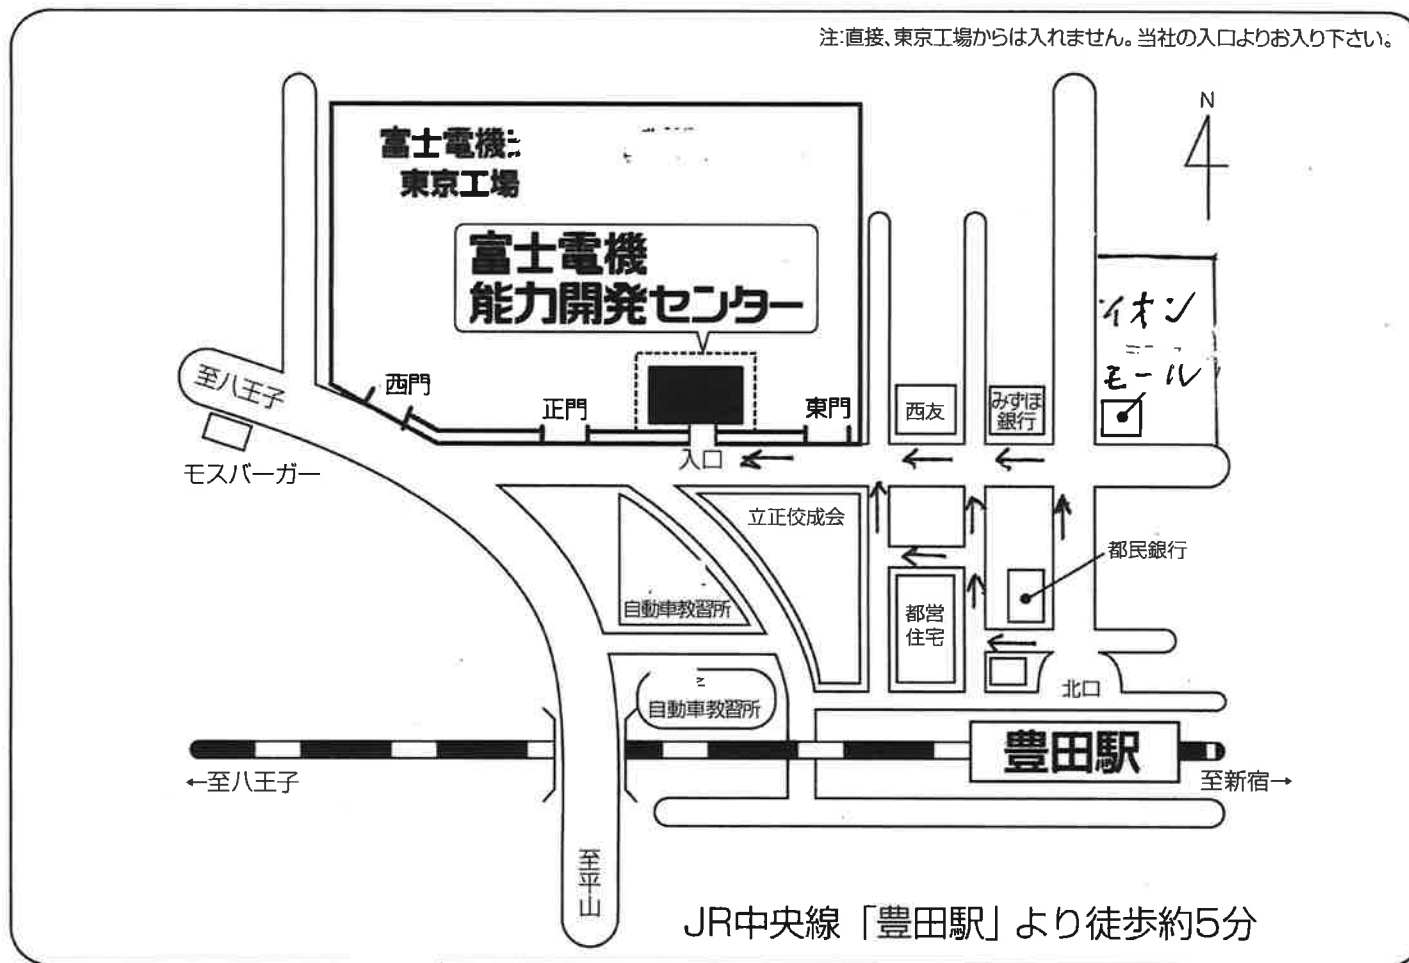 注:直接、東京工場からは入れません。当社の入口よりお入り下さい。
N
富士電機
東京工場
富士電機
能力開発センター
イオン
モール
至八王子
西門
正門
東門
西友
みずほ
銀行
入口
モスバーガー
立正佼成会
都民銀行
自動車教習所
都営
住宅
北口
自動車教習所
豊田駅
←至八王子
至新宿→
至平山
JR中央線「豊田駅」より徒歩約5分